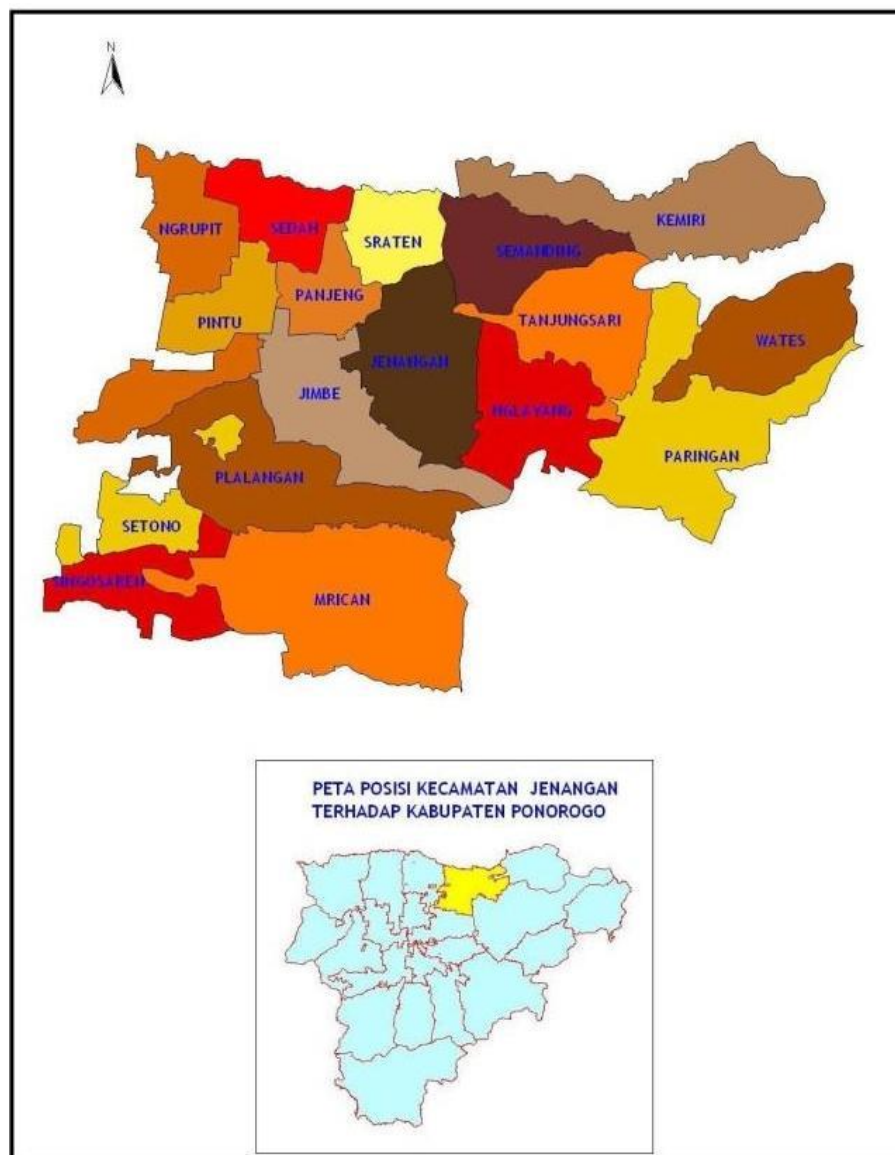 N
KEMIRI
NGRUPIT
SEDAH
SRATEN
SEMANDING
PANJENG
PINTU
TANJUNGSARI
WATES
JENANGAN
JIMBE
NGLAYANG
PARINGAN
PLALANGAN
SETONO
SINGOSAREN
MRICAN
PETA POSISI KECAMATAN JENANGAN
TERHADAP KABUPATEN PONOROGO